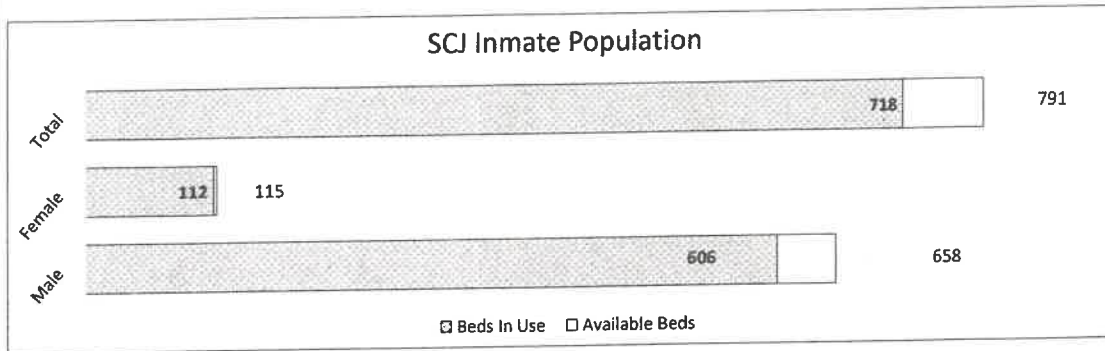 SCJ Inmate Population
Total 718 791
Female 112 115
Male 606 658
Beds In Use Available Beds